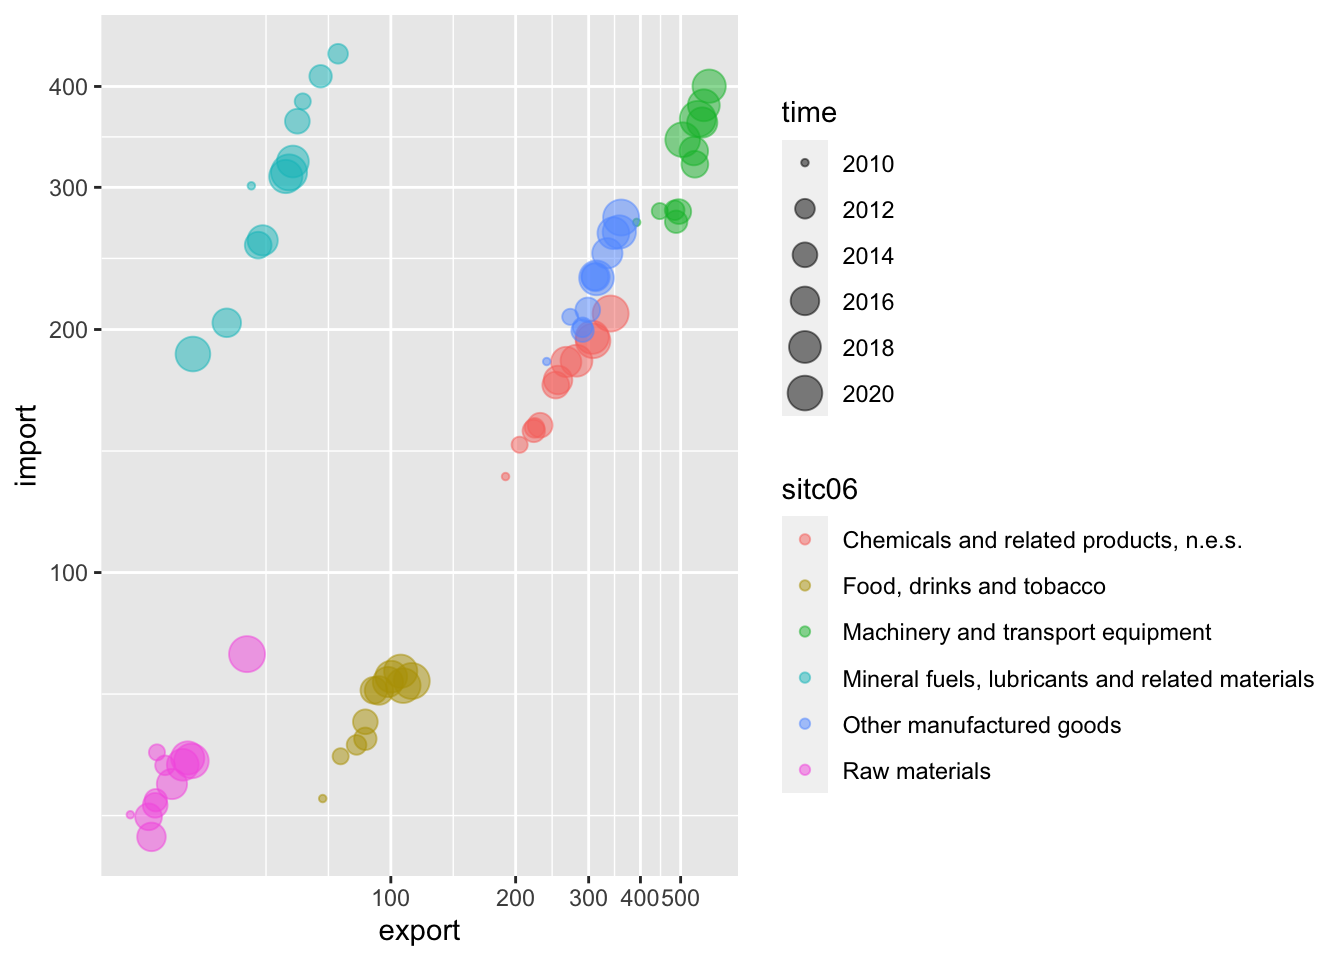 import
400
300
200
100
100 200 300 400 500
export
time
2010
2012
2014
2016
2018
2020
sitc06
Chemicals and related products, n.e.s.
Food, drinks and tobacco
Machinery and transport equipment
Mineral fuels, lubricants and related materials
Other manufactured goods
Raw materials